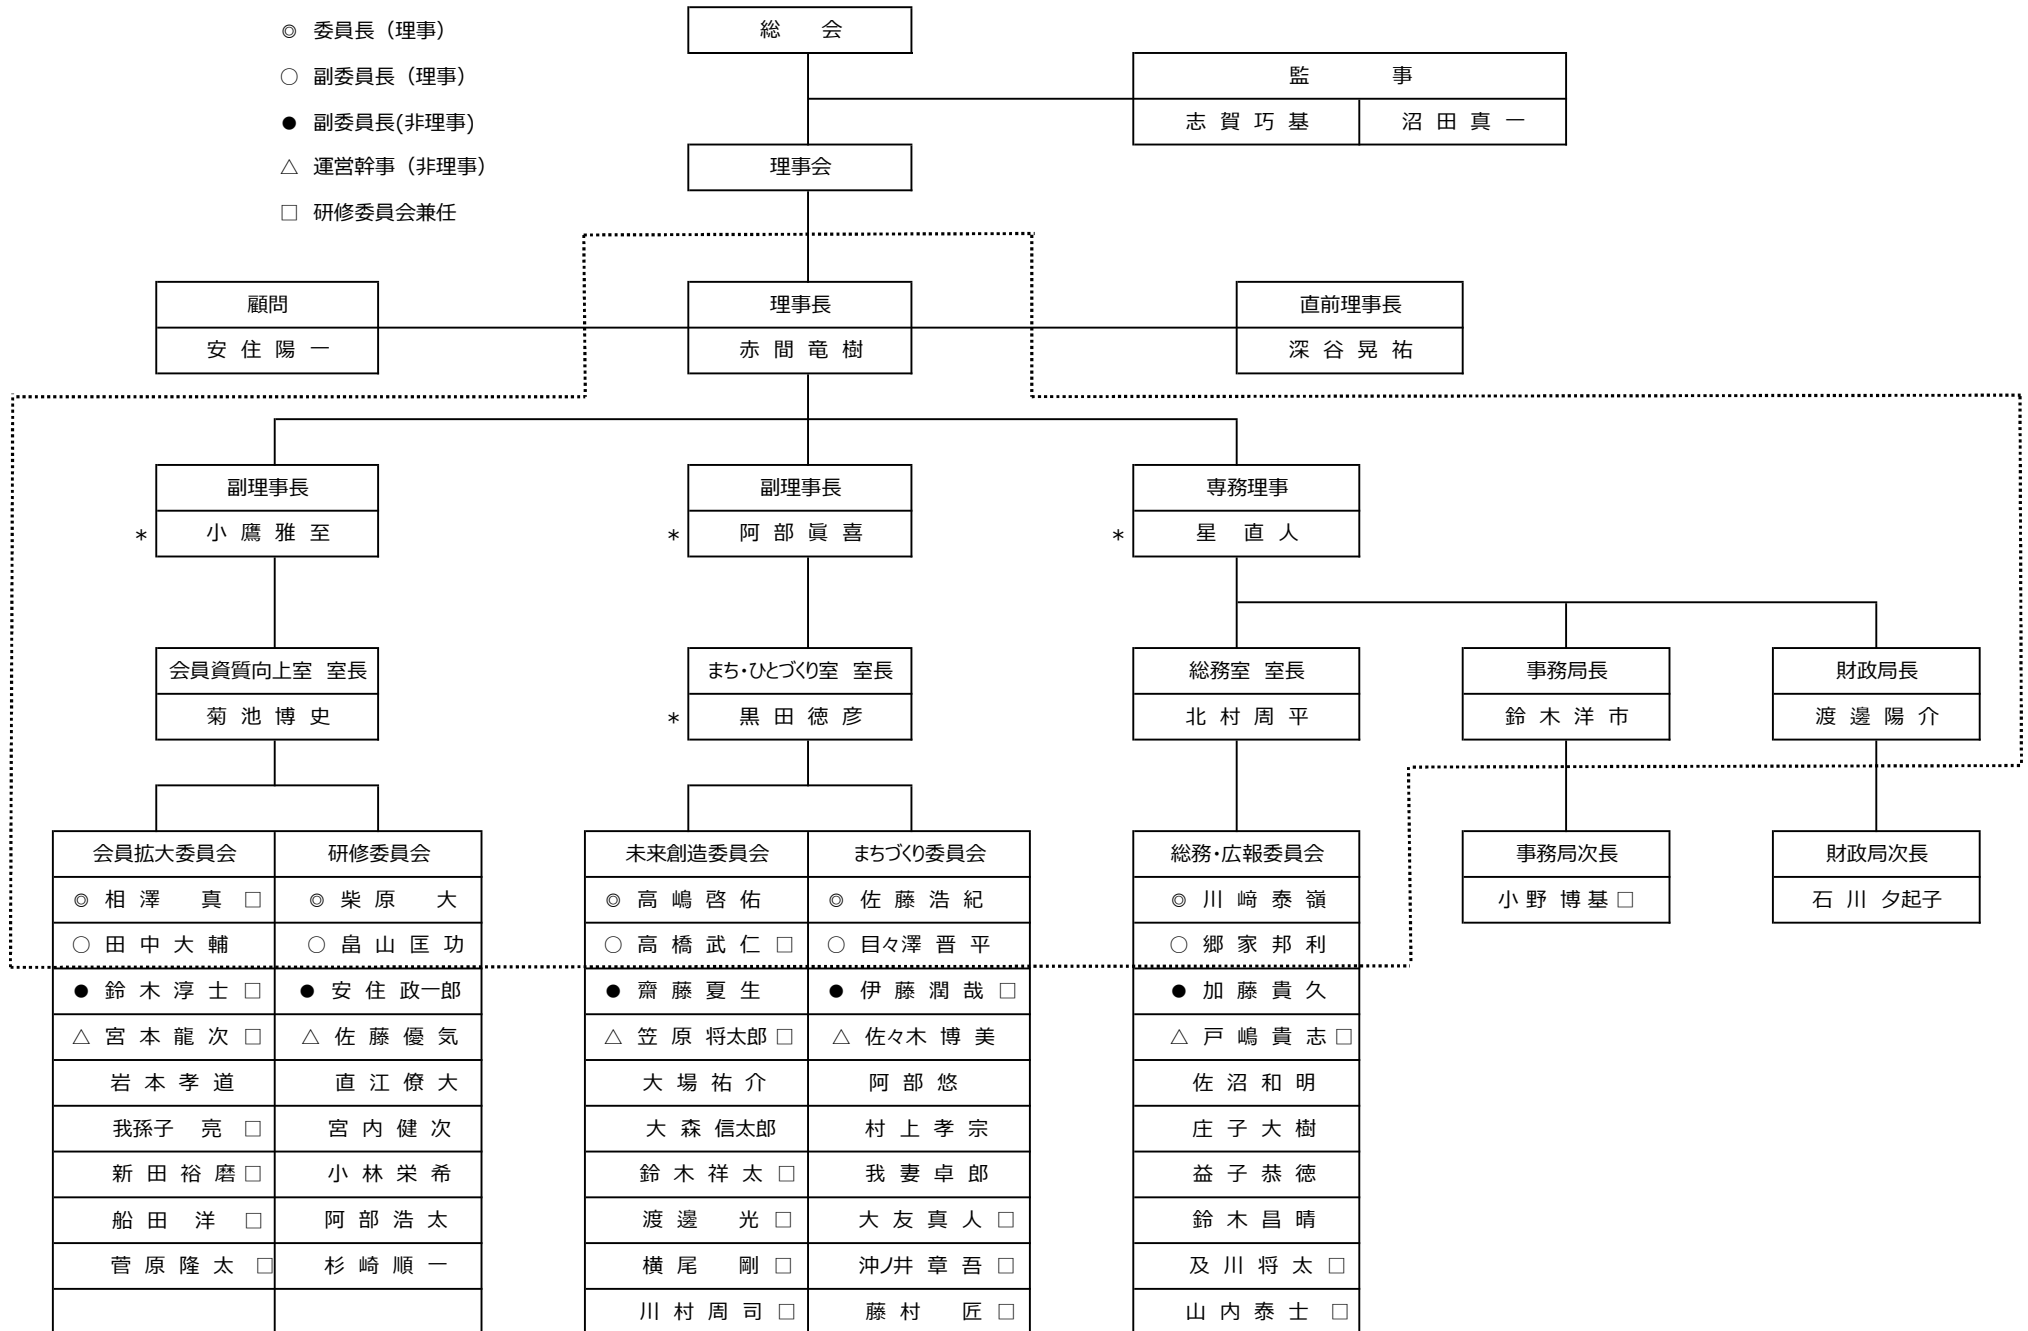 ◎ 委員長（理事）
○ 副委員長（理事）
● 副委員長(非理事)
△ 運営幹事（非理事）
□ 研修委員会兼任
総　会
監　事
志 賀 巧 基　沼 田 真 一
理事会
顧問　理事長　直前理事長
安 住 陽 一　赤 間 竜 樹　深 谷 晃 祐
副理事長　副理事長　専務理事
* 小 鷹 雅 至　* 阿 部 眞 喜　* 星　直 人
会員資質向上室 室長　まち・ひとづくり室 室長　総務室 室長　事務局長　財政局長
菊 池 博 史　* 黒 田 徳 彦　北 村 周 平　鈴 木 洋 市　渡 邊 陽 介
会員拡大委員会　研修委員会　未来創造委員会　まちづくり委員会　総務・広報委員会　事務局次長　財政局次長
◎ 相 澤　真 □　◎ 柴 原　大　◎ 高 嶋 啓 佑　◎ 佐 藤 浩 紀　◎ 川 﨑 泰 嶺　小 野 博 基 □　石 川 夕起子
○ 田 中 大 輔　○ 畠 山 匡 功　○ 高 橋 武 仁 □　○ 目々澤 晋 平　○ 郷 家 邦 利
● 鈴 木 淳 士 □　● 安 住 政一郎　● 齋 藤 夏 生　● 伊 藤 潤 哉 □　● 加 藤 貴 久
△ 宮 本 龍 次 □　△ 佐 藤 優 気　△ 笠 原 将太郎 □　△ 佐々木 博 美　△ 戸 嶋 貴 志 □
岩 本 孝 道　直 江 僚 大　大 場 祐 介　阿 部 悠　佐 沼 和 明
我孫子 亮 □　宮 内 健 次　大 森 信太郎　村 上 孝 宗　庄 子 大 樹
新 田 裕 磨 □　小 林 栄 希　鈴 木 祥 太 □　我 妻 卓 郎　益 子 恭 徳
船 田 洋 □　阿 部 浩 太　渡 邊　光 □　大 友 真 人 □　鈴 木 昌 晴
菅 原 隆 太 □　杉 崎 順 一　横 尾　剛 □　沖ノ井 章 吾 □　及 川 将 太 □
川 村 周 司 □　藤 村　匠 □　山 内 泰 士 □